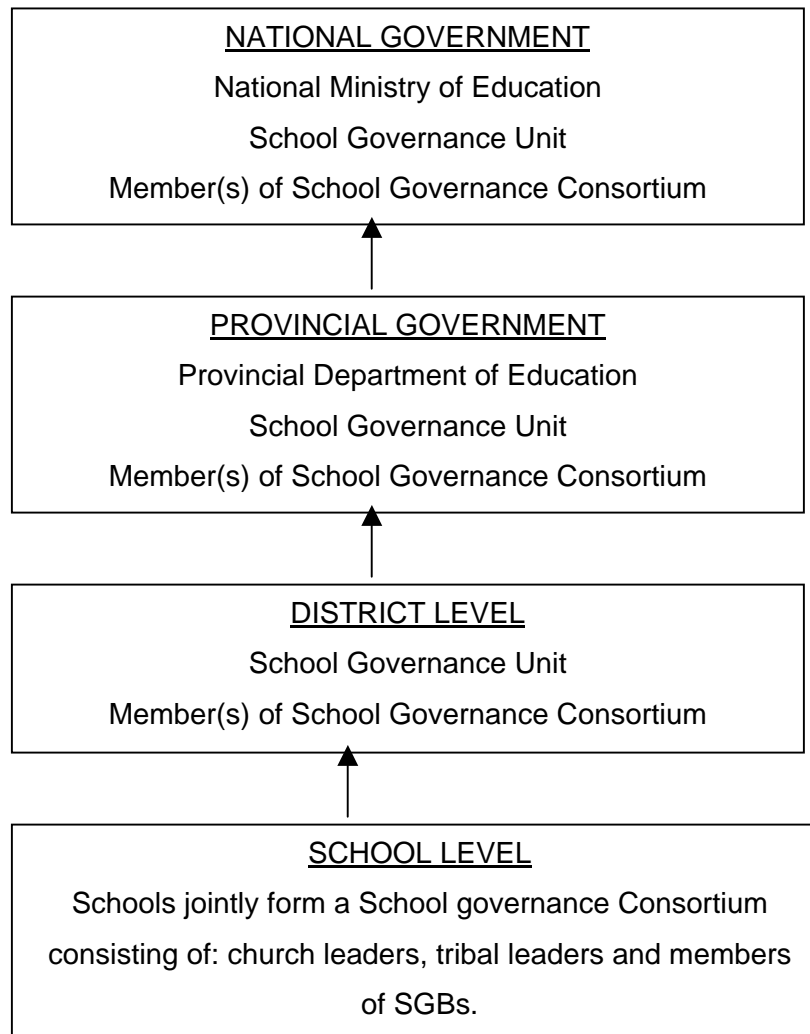 NATIONAL GOVERNMENT
National Ministry of Education
School Governance Unit
Member(s) of School Governance Consortium
PROVINCIAL GOVERNMENT
Provincial Department of Education
School Governance Unit
Member(s) of School Governance Consortium
DISTRICT LEVEL
School Governance Unit
Member(s) of School Governance Consortium
SCHOOL LEVEL
Schools jointly form a School governance Consortium
consisting of: church leaders, tribal leaders and members
of SGBs.